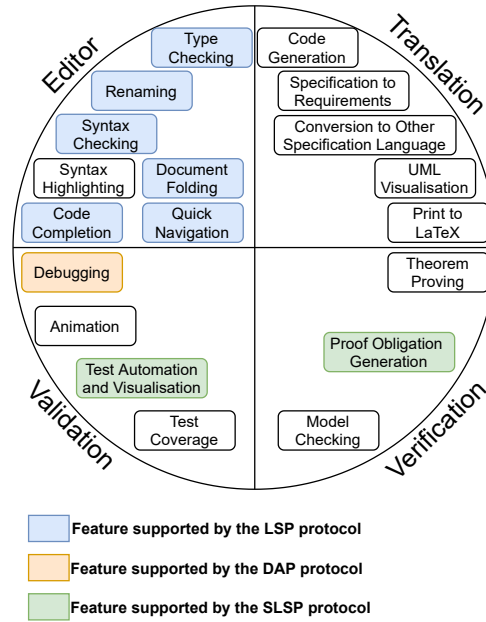 Editor
Translation
Type
Checking
Code
Generation
Renaming
Specification to
Requirements
Syntax
Checking
Conversion to Other
Specification Language
Syntax
Highlighting
Document
Folding
UML
Visualisation
Code
Completion
Quick
Navigation
Print to
LaTeX
Debugging
Theorem
Proving
Animation
Proof Obligation
Generation
Test Automation
and Visualisation
Test
Coverage
Model
Checking
Validation
Verification
Feature supported by the LSP protocol
Feature supported by the DAP protocol
Feature supported by the SLSP protocol